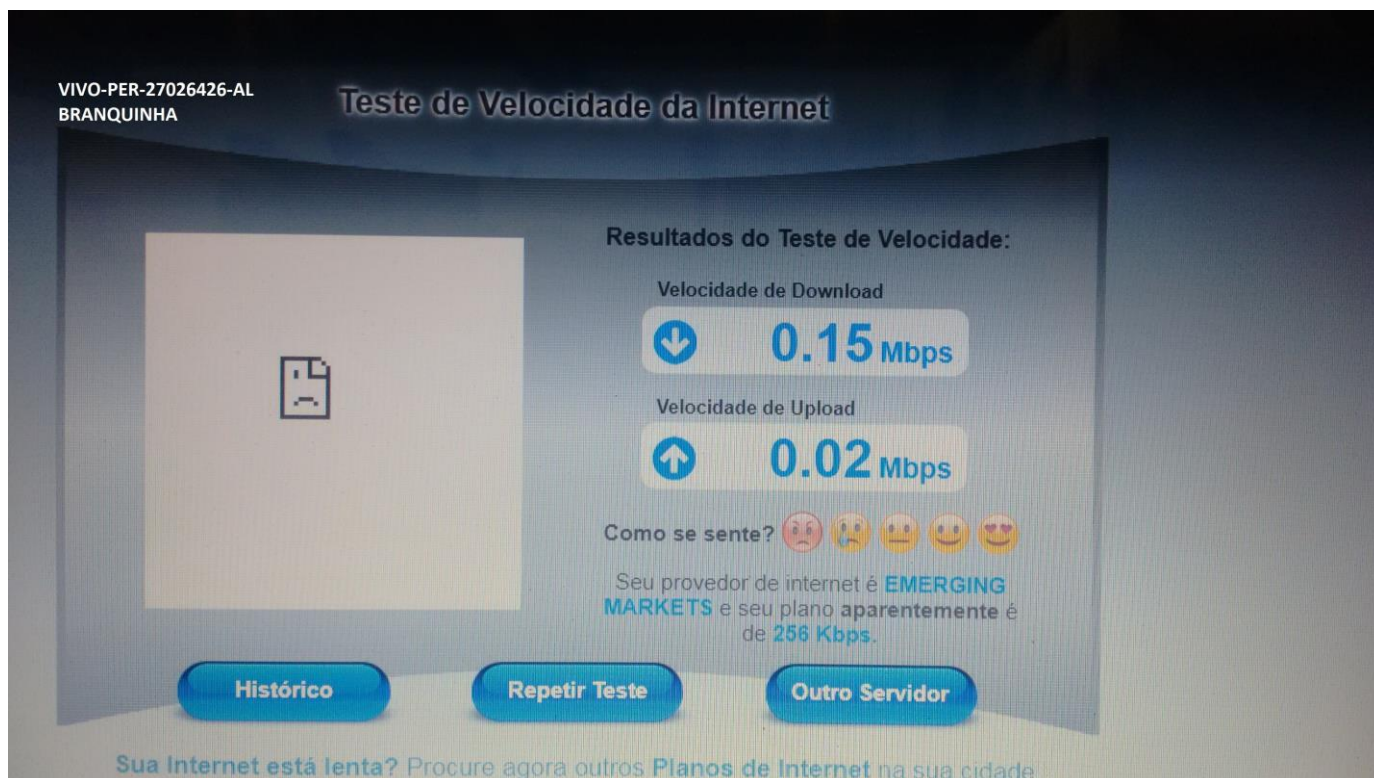 VIVO-PER-27026426-AL
BRANQUINHA
Teste de Velocidade da Internet
Resultados do Teste de Velocidade:
Velocidade de Download
0.15 Mbps
Velocidade de Upload
0.02 Mbps
Como se sente?
Seu provedor de internet é EMERGING
MARKETS e seu plano aparentemente é
de 256 Kbps.
Histórico
Repetir Teste
Outro Servidor
Sua Internet está lenta? Procure agora outros Planos de Internet na sua cidade